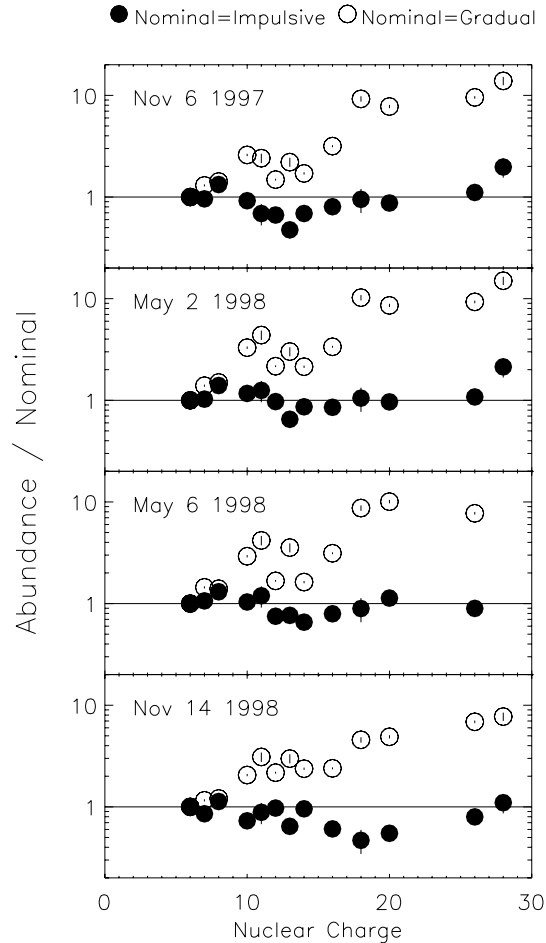 Nominal=Impulsive Nominal=Gradual
Abundance / Nominal
10
Nov 6 1997
1
10
May 2 1998
1
10
May 6 1998
1
10
Nov 14 1998
1
0 10 20 30
Nuclear Charge